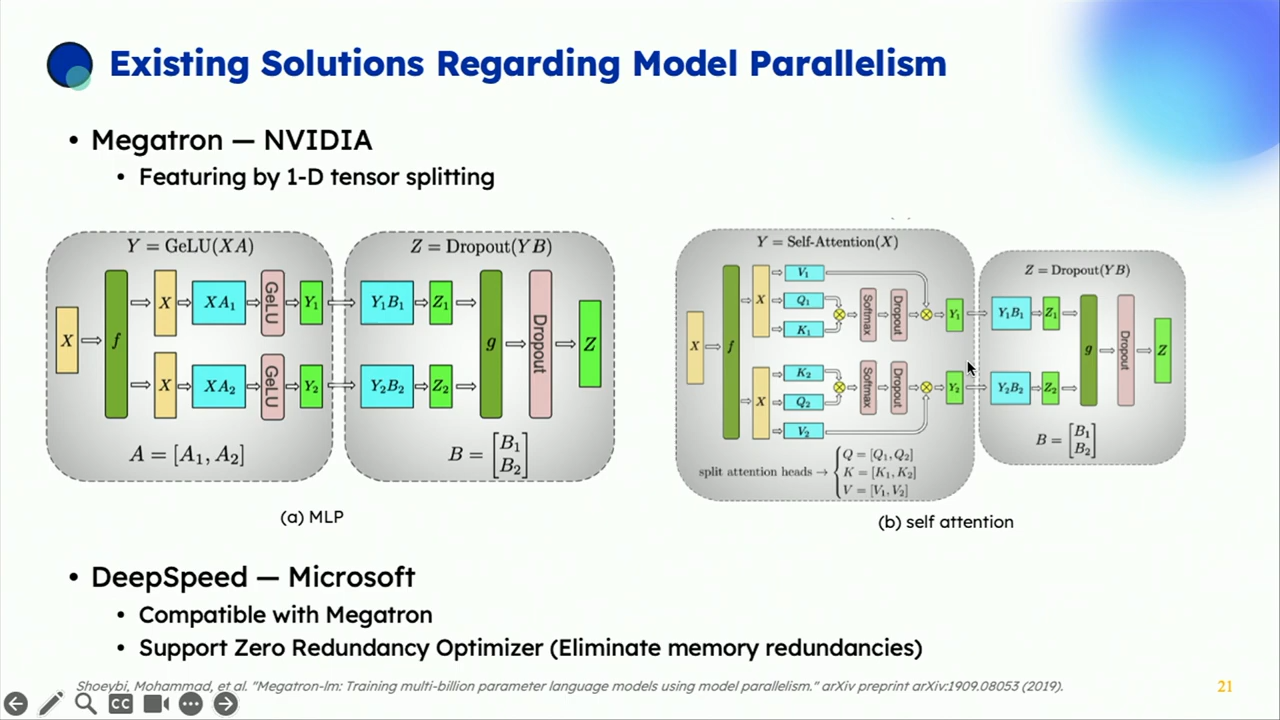 Existing Solutions Regarding Model Parallelism
• Megatron — NVIDIA
• Featuring by 1-D tensor splitting
Y = GeLU(XA)
X
f
X
XA₁
GeLU
Y₁
X
XA₂
GeLU
Y₂
A = [A₁, A₂]
Z = Dropout(YB)
Y₁B₁
Z₁
Y₂B₂
Z₂
g
Dropout
Z
B = [B₁
B₂]
(a) MLP
Y = Self-Attention(X)
X
f
X
V₁
Q₁
K₁
Softmax
Dropout
Y₁
X
K₂
Q₂
V₂
Softmax
Dropout
Y₂
split attention heads → { Q = [Q₁, Q₂]
K = [K₁, K₂]
V = [V₁, V₂]
Z = Dropout(YB)
Y₁B₁
Z₁
Y₂B₂
Z₂
g
Dropout
Z
B = [B₁
B₂]
(b) self attention
• DeepSpeed — Microsoft
• Compatible with Megatron
• Support Zero Redundancy Optimizer (Eliminate memory redundancies)
Shoeybi, Mohammad, et al. "Megatron-lm: Training multi-billion parameter language models using model parallelism." arXiv preprint arXiv:1909.08053 (2019).
CC
21